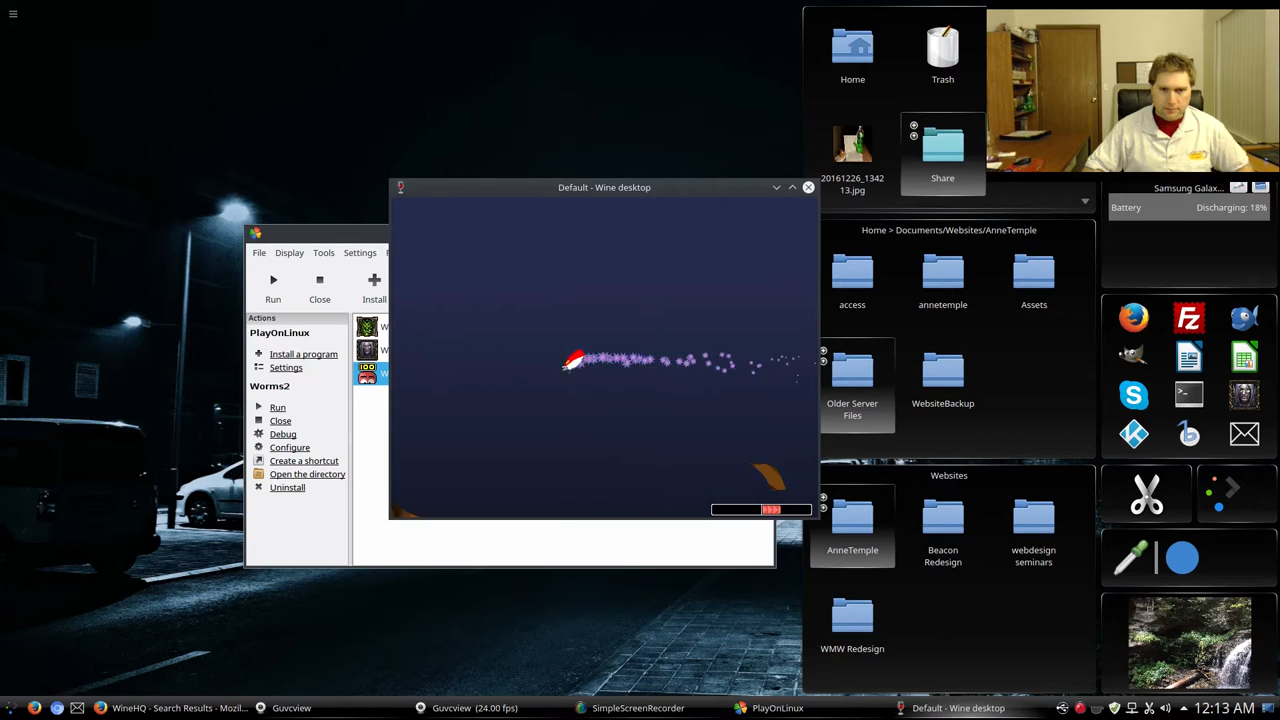 Home
Trash
20161226_1342
13.jpg
Share
Samsung Galax...
Battery
Discharging: 18%
Default - Wine desktop
File
Display
Tools
Settings
Run
Close
Install
Actions
PlayOnLinux
Install a program
Settings
Worms2
Run
Close
Debug
Configure
Create a shortcut
Open the directory
Uninstall
100
Home > Documents/Websites/AnneTemple
access
annetemple
Assets
Older Server
Files
WebsiteBackup
Websites
AnneTemple
Beacon
Redesign
webdesign
seminars
WMW Redesign
WineHQ - Search Results - Mozil...
Guvcview
Guvcview (24.00 fps)
SimpleScreenRecorder
PlayOnLinux
Default - Wine desktop
12:13 AM